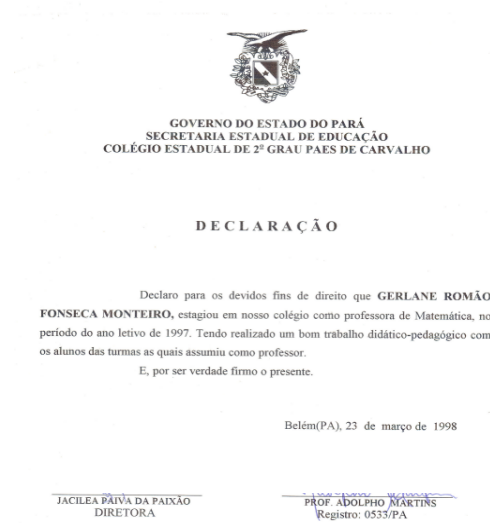 GOVERNO DO ESTADO DO PARÁ
SECRETARIA ESTADUAL DE EDUCAÇÃO
COLÉGIO ESTADUAL DE 2º GRAU PAES DE CARVALHO
DECLARAÇÃO
Declaro para os devidos fins de direito que GERLANE ROMÃO
FONSECA MONTEIRO, estagiou em nosso colégio como professora de Matemática, no
período do ano letivo de 1997. Tendo realizado um bom trabalho didático-pedagógico com
os alunos das turmas as quais assumiu como professor.
E, por ser verdade firmo o presente.
Belém(PA), 23 de março de 1998
JACILEA PAIVA DA PAIXÃO
DIRETORA
PROF. ADOLPHO MARTINS
Registro: 0533/PA